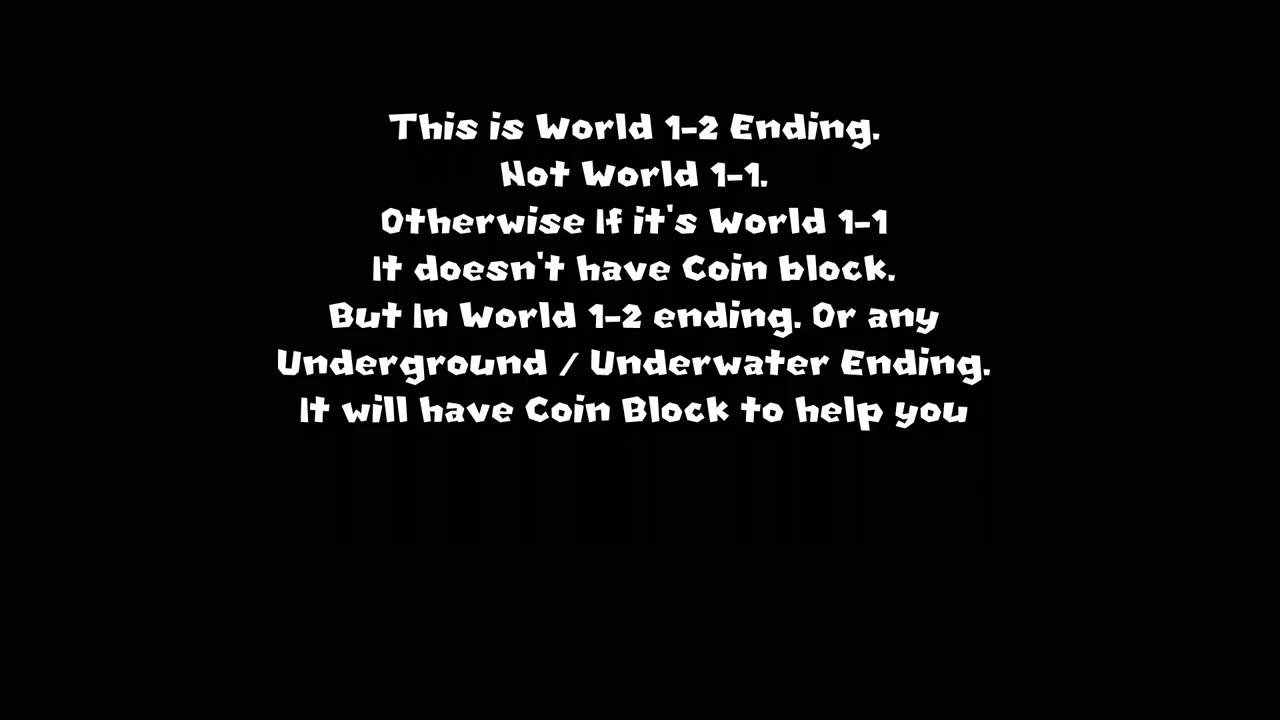 This is World 1-2 Ending.
Not World 1-1.
Otherwise If it's World 1-1
It doesn't have Coin block.
But In World 1-2 ending. Or any
Underground / Underwater Ending.
It will have Coin Block to help you